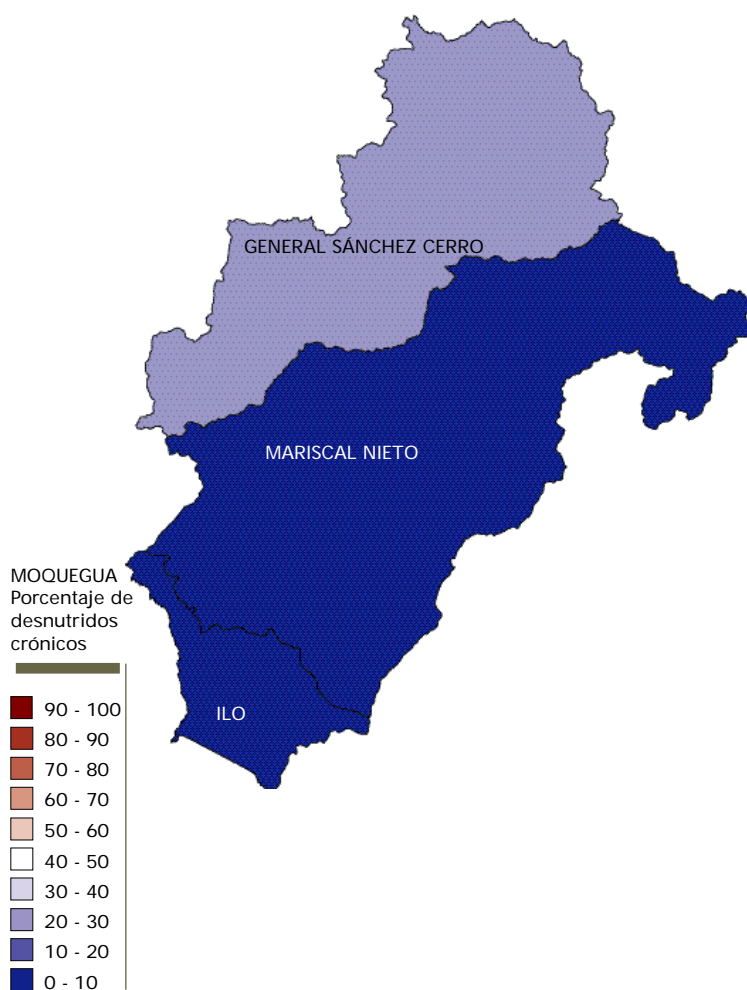 GENERAL SÁNCHEZ CERRO
MARISCAL NIETO
ILO
MOQUEGUA
Porcentaje de
desnutridos
crónicos
90 - 100
80 - 90
70 - 80
60 - 70
50 - 60
40 - 50
30 - 40
20 - 30
10 - 20
0 - 10